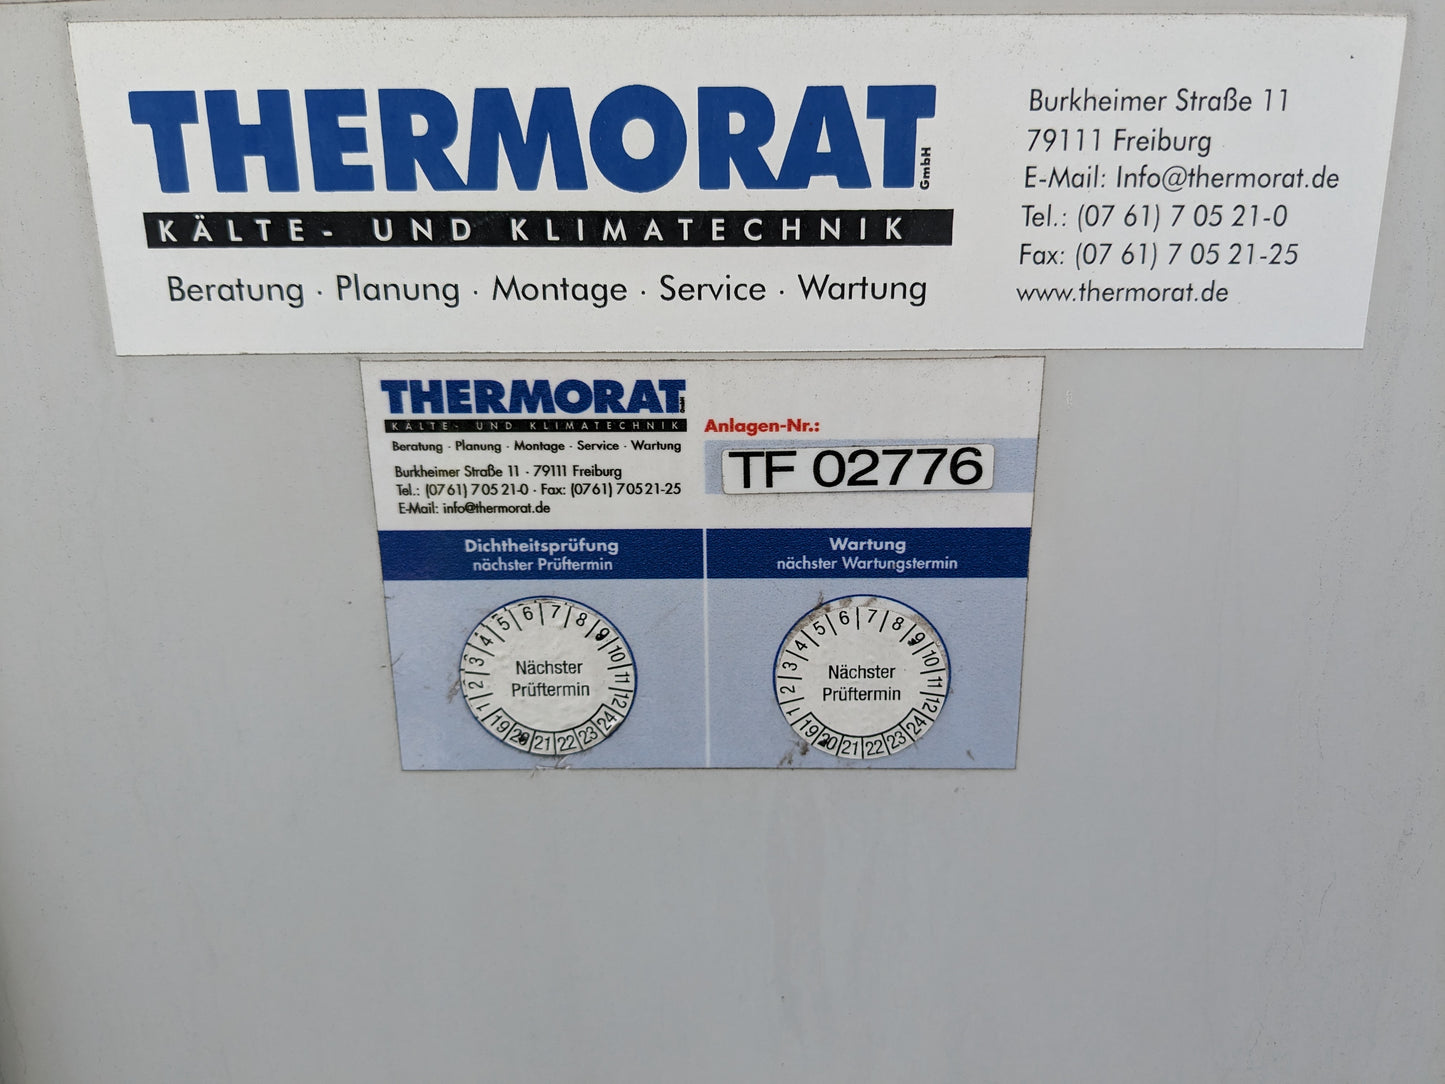 THERMORAT GmbH
KÄLTE- UND KLIMATECHNIK
Beratung · Planung · Montage · Service · Wartung
Burkheimer Straße 11
79111 Freiburg
E-Mail: Info@thermorat.de
Tel.: (07 61) 7 05 21-0
Fax: (07 61) 7 05 21-25
www.thermorat.de
THERMORAT GmbH
KÄLTE- UND KLIMATECHNIK
Beratung · Planung · Montage · Service · Wartung
Burkheimer Straße 11 · 79111 Freiburg
Tel.: (0761) 70521-0 · Fax: (0761) 70521-25
E-Mail: info@thermorat.de
Anlagen-Nr.:
TF 02776
Dichtheitsprüfung
nächster Prüftermin
1 2 3 4 5 6 7 8 9 10 11 12
Nächster
Prüftermin
19 20 21 22 23 24
Wartung
nächster Wartungstermin
1 2 3 4 5 6 7 8 9 10 11 12
Nächster
Prüftermin
19 20 21 22 23 24